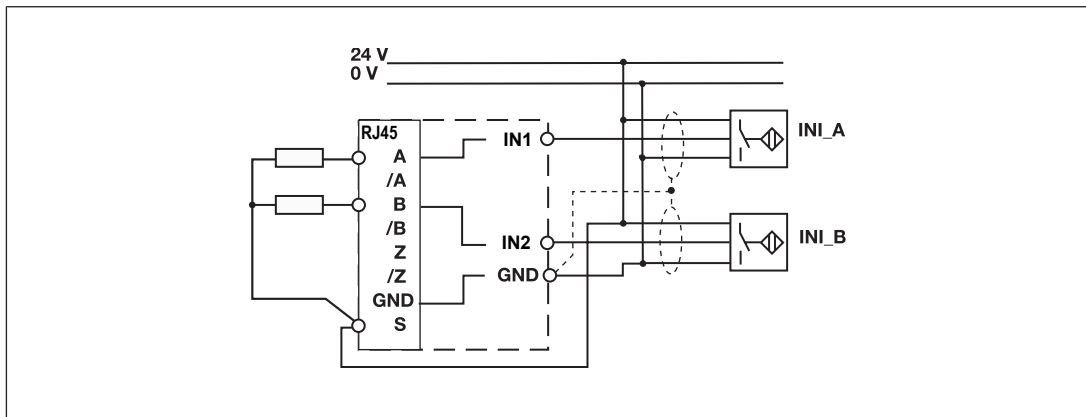 24 V
0 V
RJ45
A
/A
B
/B
Z
/Z
GND
S
IN1
IN2
GND
INI_A
INI_B